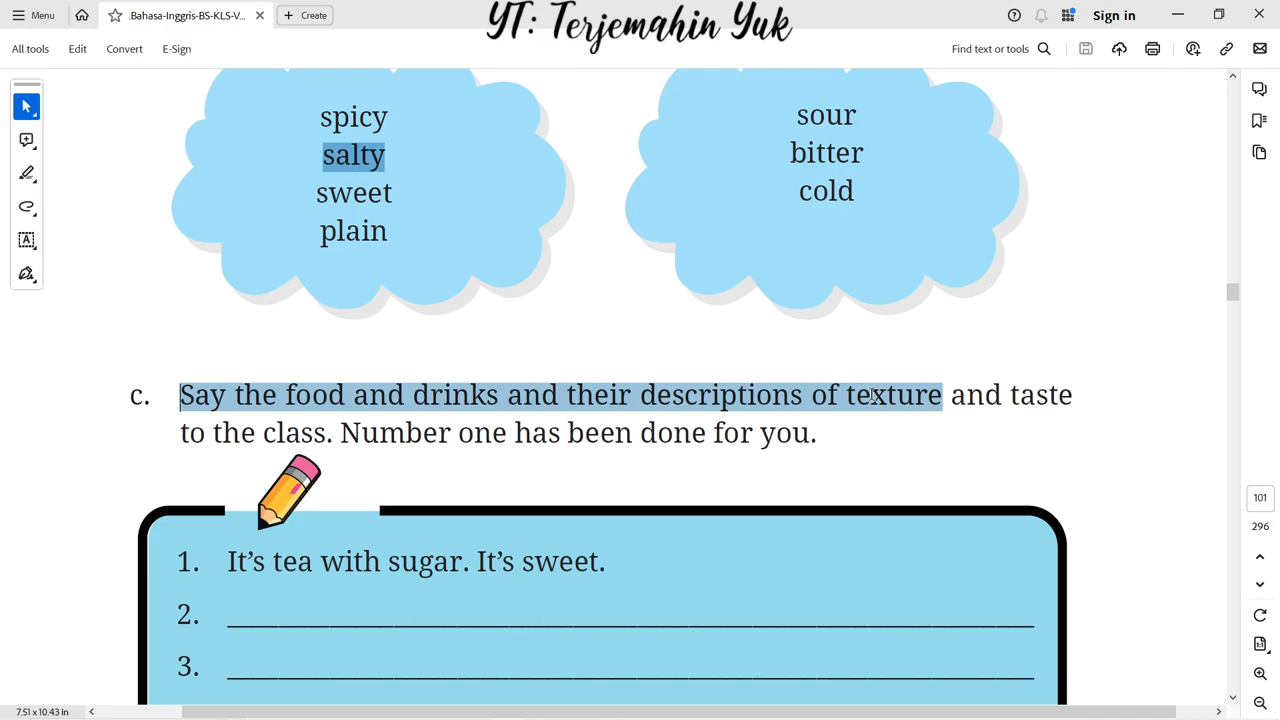 Menu
.Bahasa-Inggris-BS-KLS-V...
Create
YT: Terjemahin Yuk
Sign in
All tools
Edit
Convert
E-Sign
Find text or tools
spicy
salty
sweet
plain
sour
bitter
cold
c. Say the food and drinks and their descriptions of texture and taste
to the class. Number one has been done for you.
1. It’s tea with sugar. It’s sweet.
2.
3.
101
296
7.51 x 10.43 in